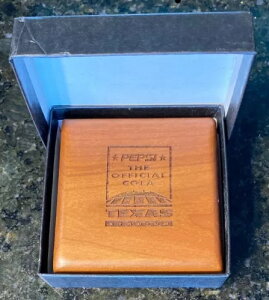 ★ PEPSI ★
THE
OFFICIAL
COLA
TEXAS